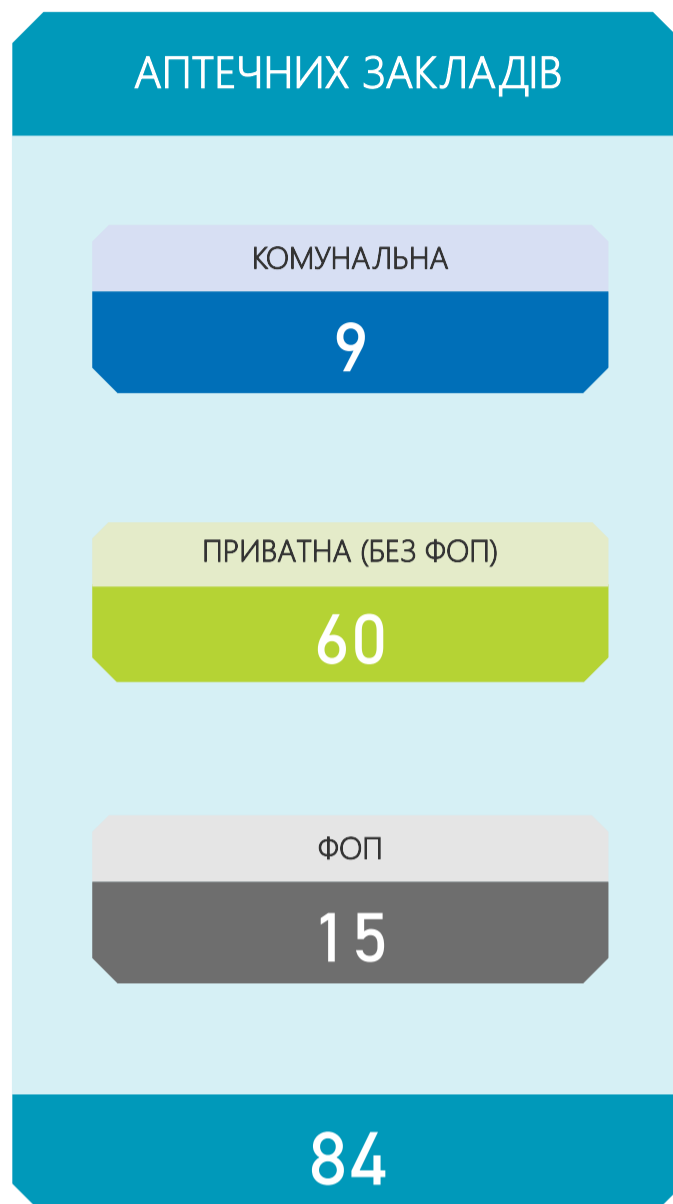 АПТЕЧНИХ ЗАКЛАДІВ
КОМУНАЛЬНА
9
ПРИВАТНА (БЕЗ ФОП)
60
ФОП
15
84